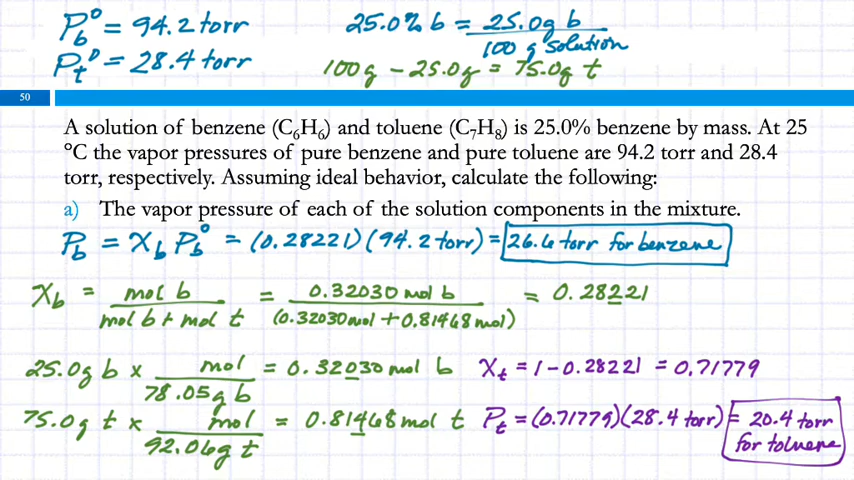 P_b° = 94.2 torr
25.0% b = 25.0g b / 100 g solution
P_t° = 28.4 torr
100g – 25.0g = 75.0g t
50
A solution of benzene (C₆H₆) and toluene (C₇H₈) is 25.0% benzene by mass. At 25
°C the vapor pressures of pure benzene and pure toluene are 94.2 torr and 28.4
torr, respectively. Assuming ideal behavior, calculate the following:
a) The vapor pressure of each of the solution components in the mixture.
P_b = X_b P_b° = (0.28221)(94.2 torr) = 26.6 torr for benzene
X_b = mol b / mol b + mol t = 0.32030 mol b / (0.32030 mol + 0.81468 mol) = 0.28221
25.0g b × mol / 78.05g b = 0.32030 mol b
X_t = 1 – 0.28221 = 0.71779
75.0g t × mol / 92.06g t = 0.81468 mol t
P_t = (0.71779)(28.4 torr) = 20.4 torr
for toluene